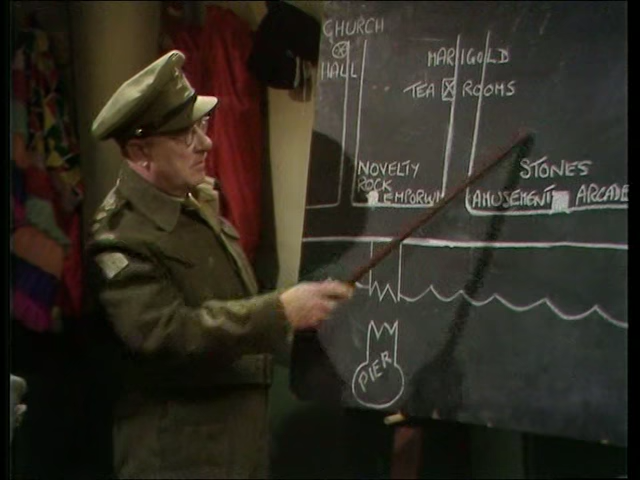 CHURCH
HALL
MARIGOLD
TEA ROOMS
NOVELTY
ROCK
EMPORIUM
STONES
AMUSEMENT ARCADE
PIER